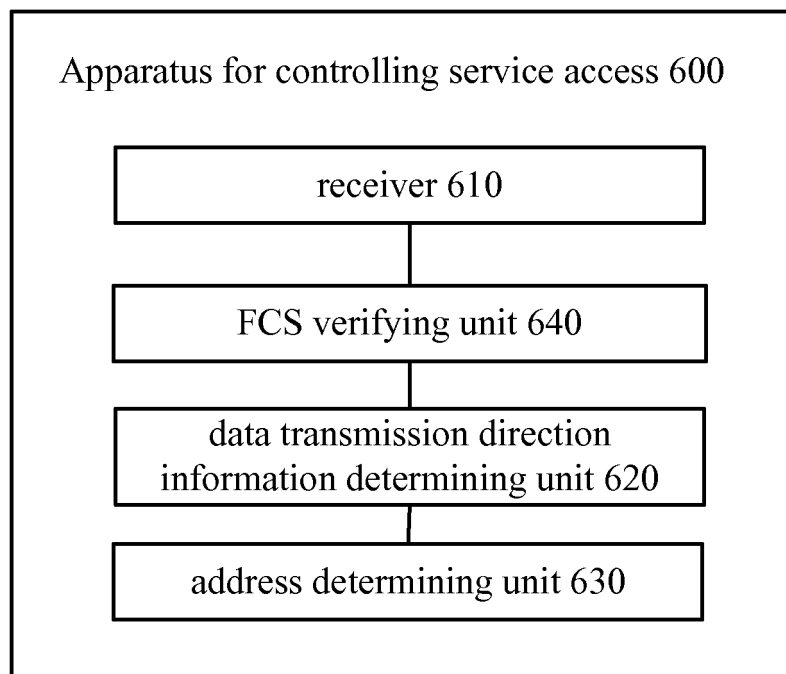 Apparatus for controlling service access 600
receiver 610
FCS verifying unit 640
data transmission direction
information determining unit 620
address determining unit 630